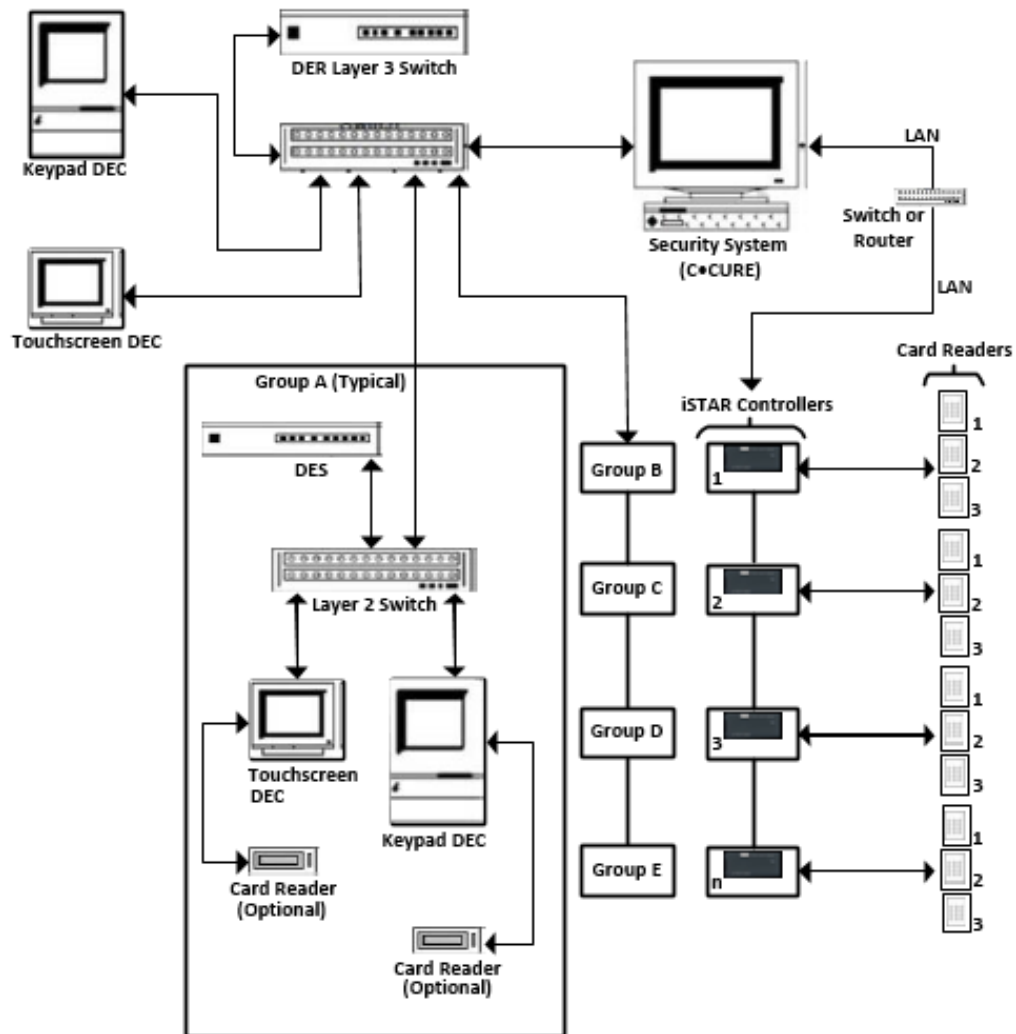 Keypad DEC
DER Layer 3 Switch
Touchscreen DEC
Security System
(C•CURE)
LAN
Switch or
Router
LAN
Group A (Typical)
DES
Layer 2 Switch
Touchscreen
DEC
Keypad DEC
Card Reader
(Optional)
Card Reader
(Optional)
Group B
Group C
Group D
Group E
iSTAR Controllers
1
2
3
n
Card Readers
1
2
3
1
2
3
1
2
3
1
2
3